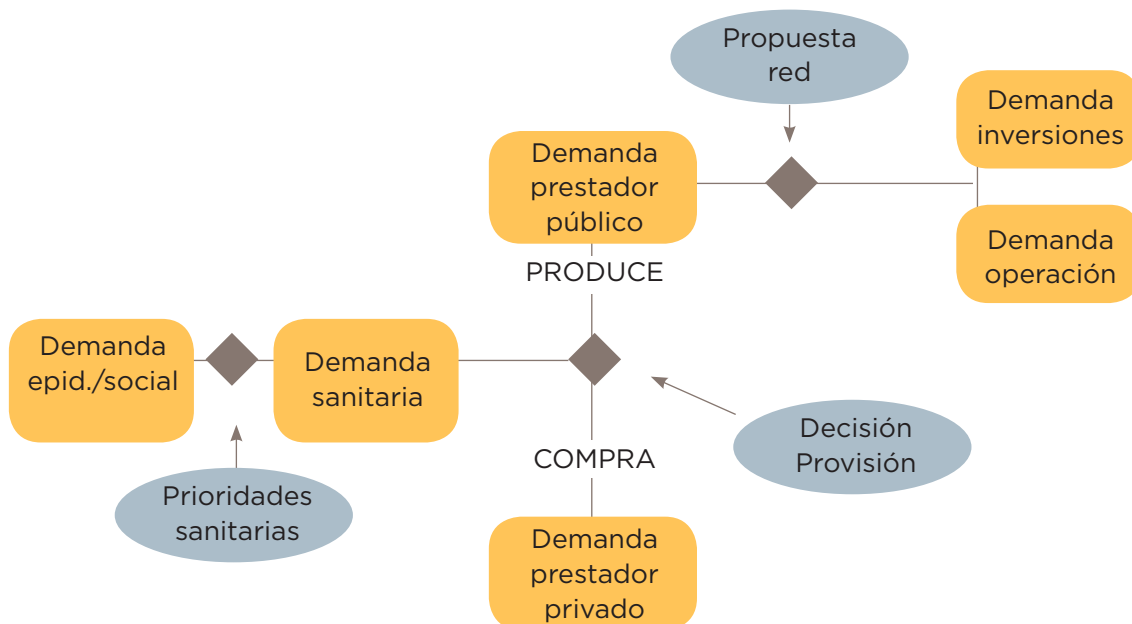 Propuesta
red
Demanda
inversiones
Demanda
prestador
público
Demanda
operación
PRODUCE
Demanda
epid./social
Demanda
sanitaria
Decisión
Provisión
COMPRA
Prioridades
sanitarias
Demanda
prestador
privado